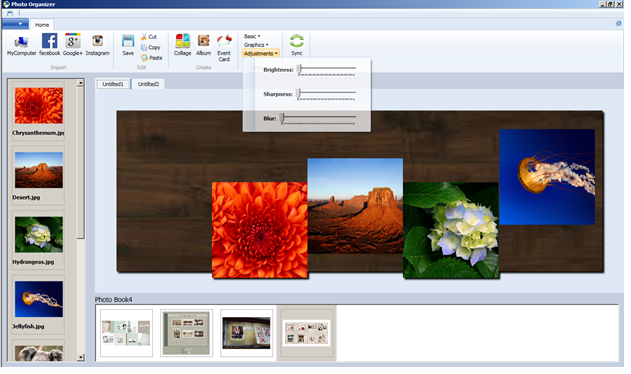 Photo Organizer
Home
MyComputer facebook Google+ Instagram
Import
Save
Cut
Copy
Paste
Edit
Collage Album Event Card
Create
Basic
Graphics
Adjustments
Sync
Brightness:
Sharpness:
Blur:
Untitled1 Untitled2
Chrysanthemum.jpg
Desert.jpg
Hydrangeas.jpg
Jellyfish.jpg
Photo Book4